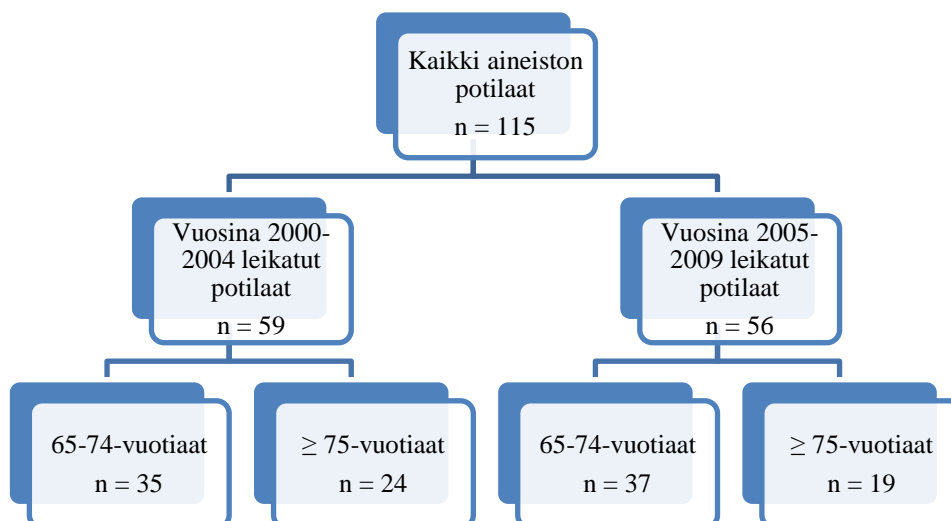 Kaikki aineiston
potilaat
n = 115
Vuosina 2000-
2004 leikatut
potilaat
n = 59
Vuosina 2005-
2009 leikatut
potilaat
n = 56
65-74-vuotiaat
n = 35
≥ 75-vuotiaat
n = 24
65-74-vuotiaat
n = 37
≥ 75-vuotiaat
n = 19